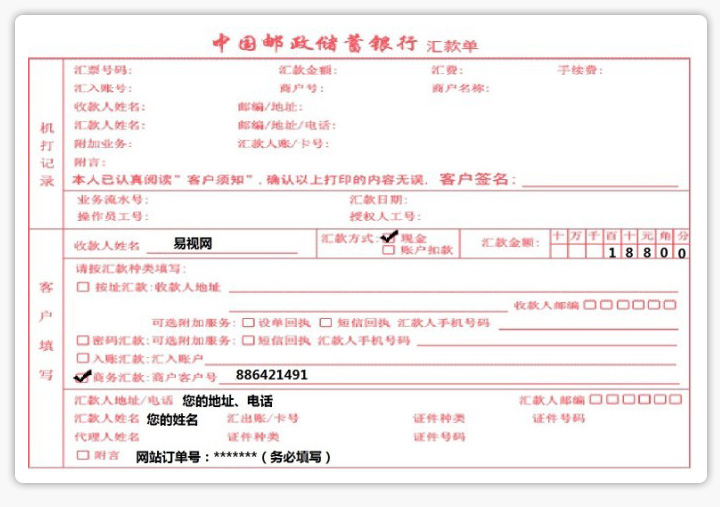 中国邮政储蓄银行 汇款单
机打记录
汇票号码: 汇款金额: 汇费: 手续费:
汇入账号: 商户号: 商户名称:
收款人姓名: 邮编/地址:
汇款人姓名: 邮编/地址/电话:
附加业务: 汇款人账/卡号:
附言:
本人已认真阅读"客户须知",确认以上打印的内容无误, 客户签名:
业务流水号: 汇款日期:
操作员工号: 授权人工号:
客户填写
收款人姓名 易视网 汇款方式: 现金 汇款金额: 十万千百十元角分
账户扣款 18800
请按汇款种类填写:
按址汇款:收款人地址
收款人邮编
可选附加服务: 投单回执 短信回执 汇款人手机号码
密码汇款:可选附加服务: 短信回执 汇款人手机号码
入账汇款:汇入账户
商务汇款:商户客户号 886421491
汇款人地址/电话 您的地址、电话 汇款人邮编
汇款人姓名 您的姓名 汇出账/卡号 证件种类 证件号码
代理人姓名 证件种类 证件号码
附言 网站订单号:*******(务必填写)